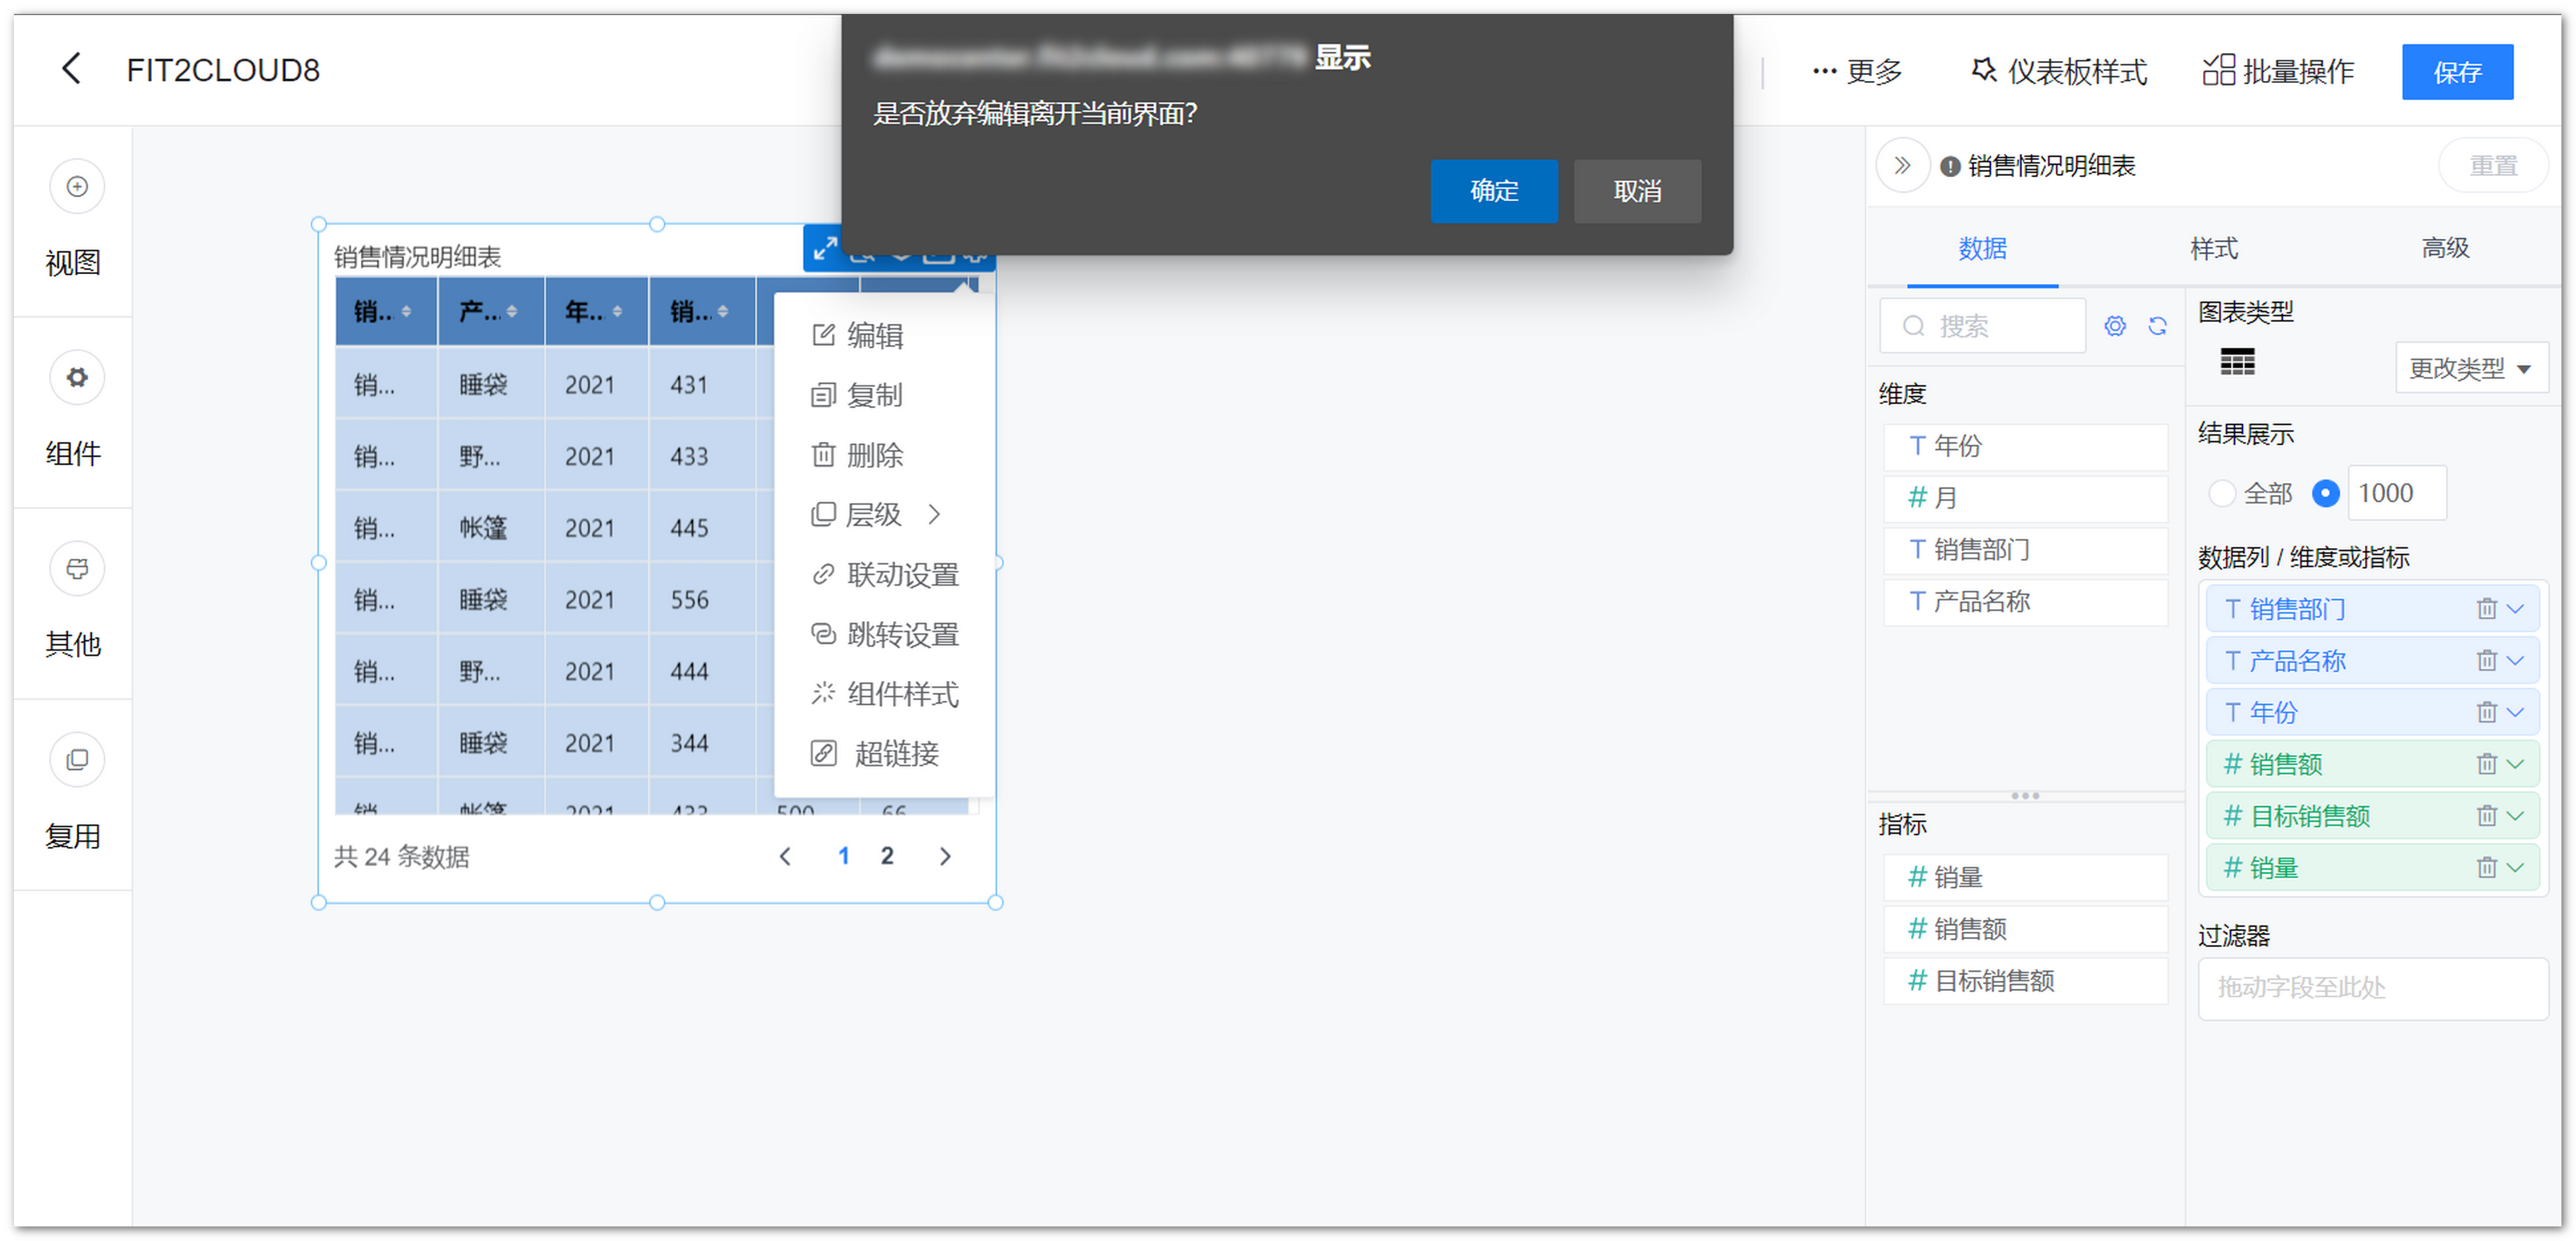 FIT2CLOUD8
显示
是否放弃编辑离开当前界面?
确定
取消
更多
仪表板样式
批量操作
保存
视图
组件
其他
复用
销售情况明细表
销...
产...
年...
销...
销...
睡袋
2021
431
销...
野...
2021
433
销...
帐篷
2021
445
销...
睡袋
2021
556
销...
野...
2021
444
销...
睡袋
2021
344
销
帐篷
2021
433
500
66
共 24 条数据
1
2
编辑
复制
删除
层级
联动设置
跳转设置
组件样式
超链接
销售情况明细表
重置
数据
样式
高级
搜索
维度
T 年份
# 月
T 销售部门
T 产品名称
指标
# 销量
# 销售额
# 目标销售额
图表类型
更改类型
结果展示
全部
1000
数据列 / 维度或指标
T 销售部门
T 产品名称
T 年份
# 销售额
# 目标销售额
# 销量
过滤器
拖动字段至此处